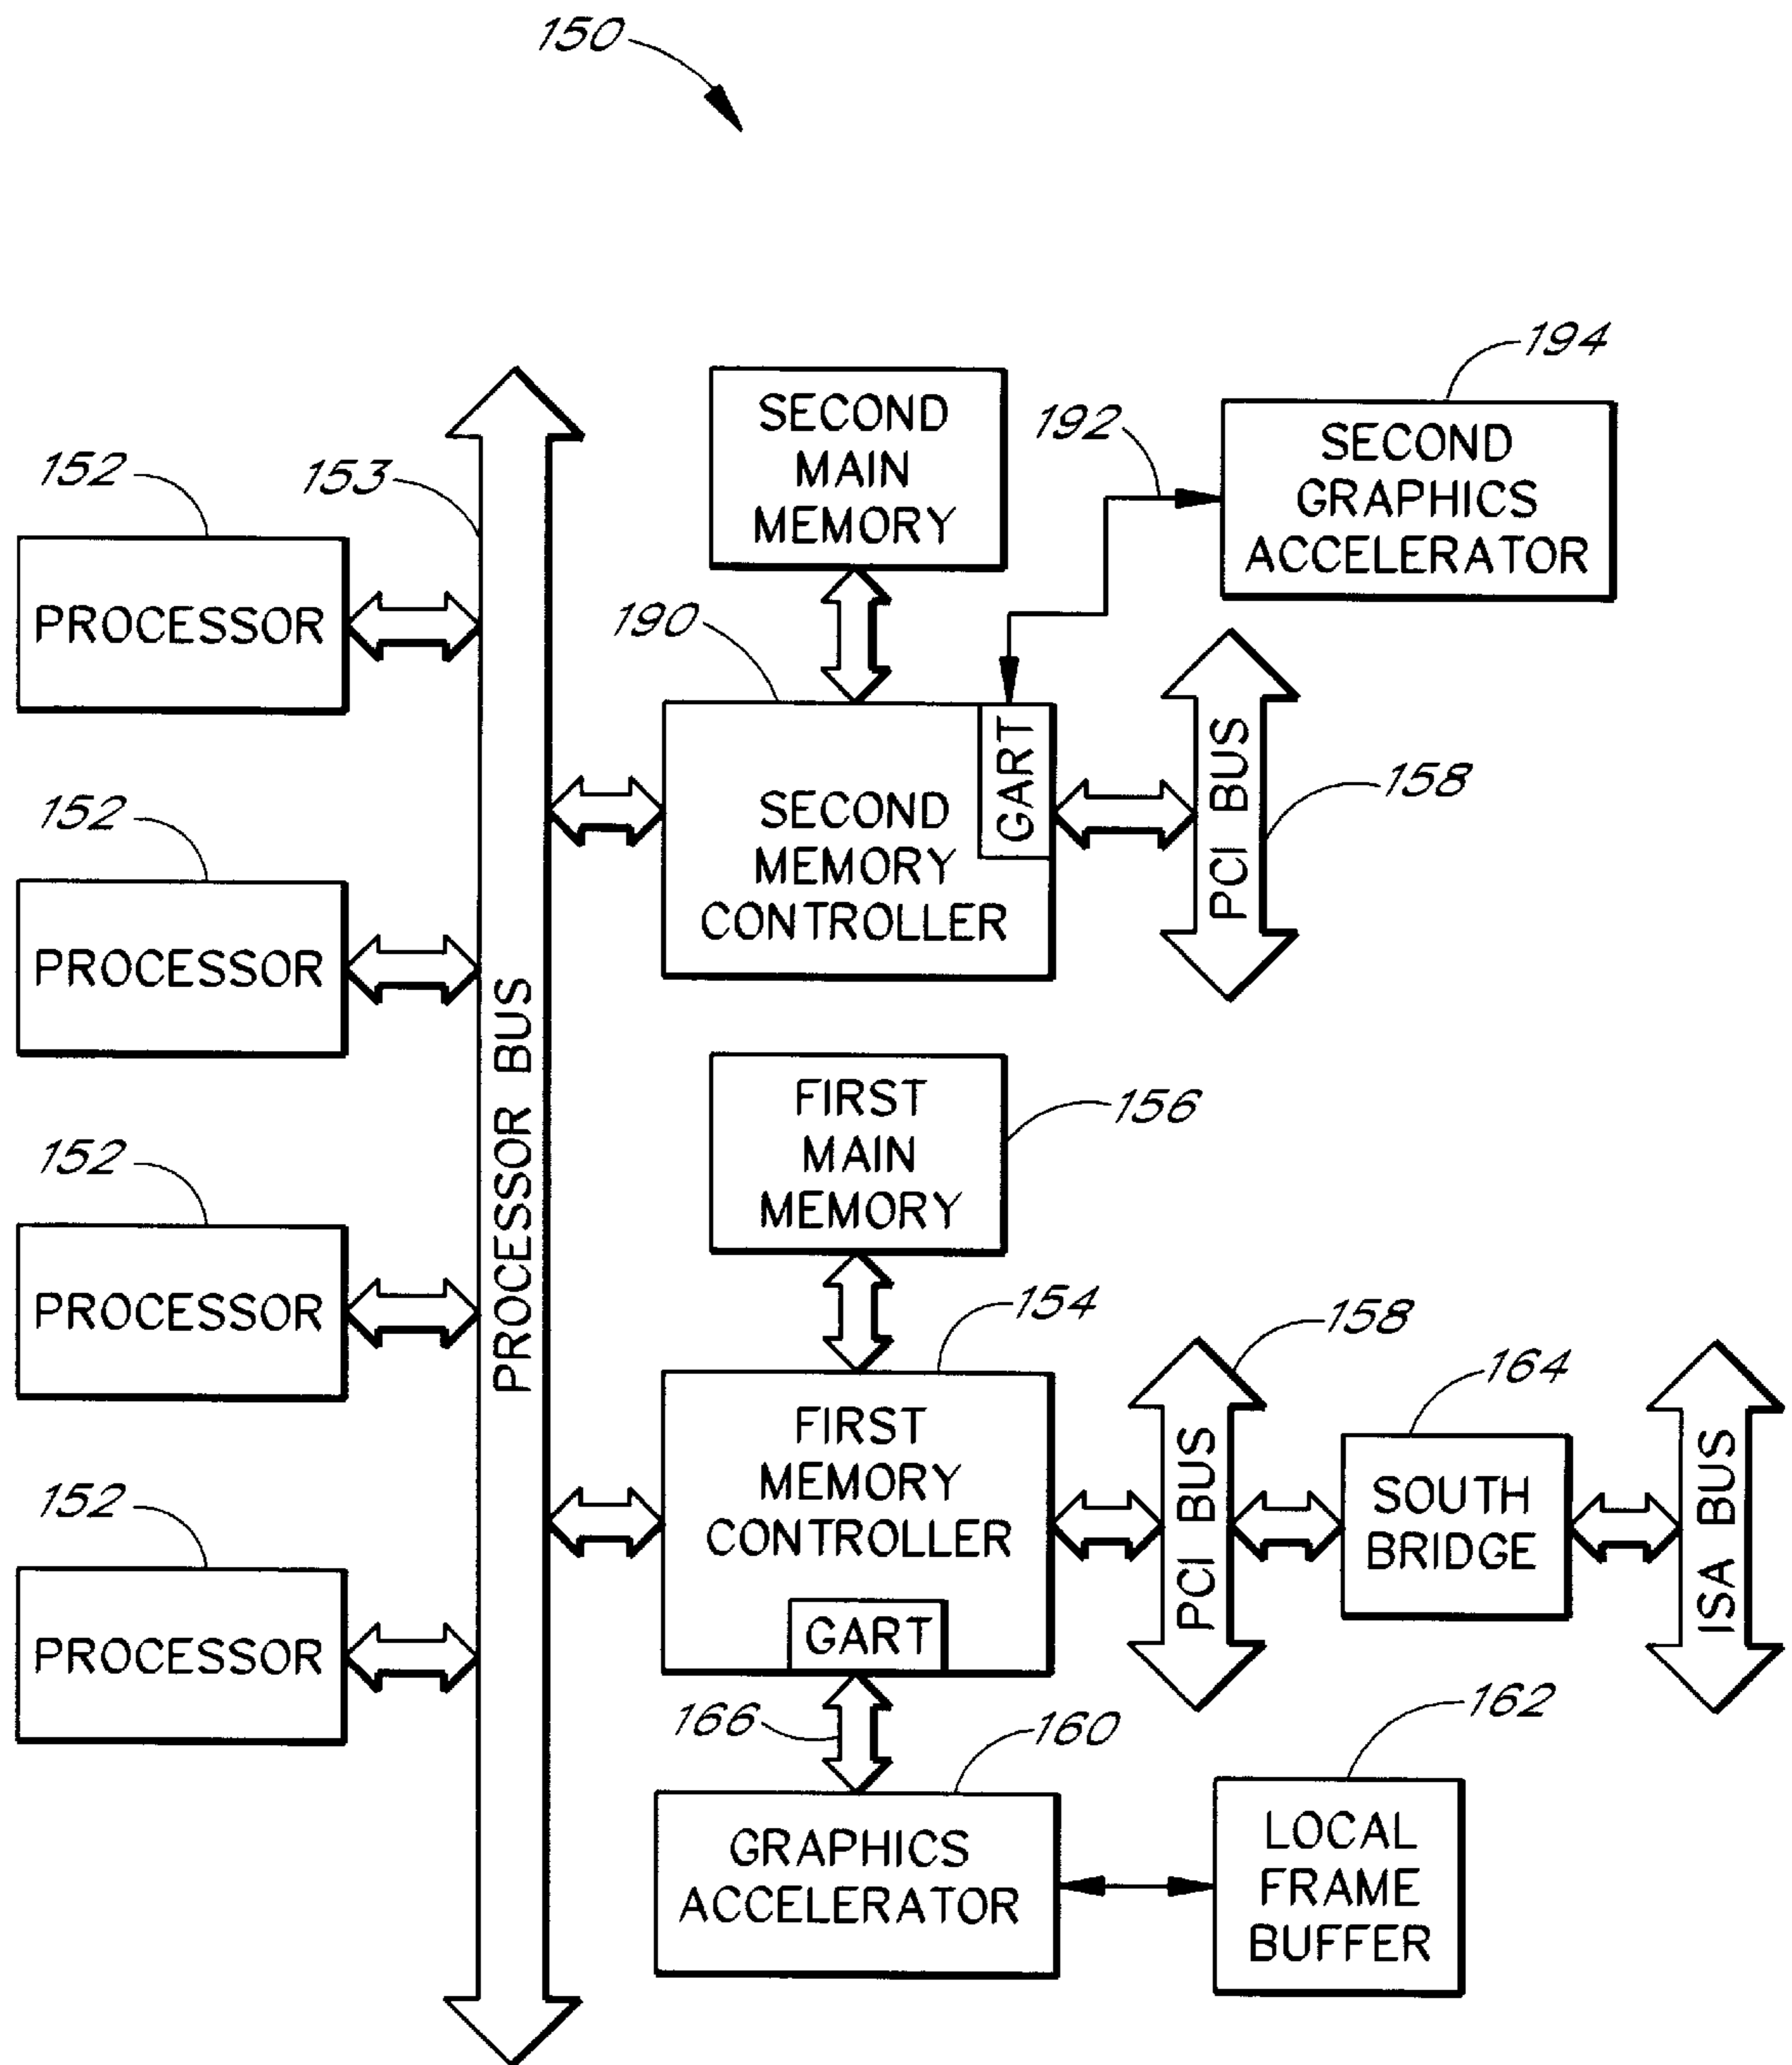 150
194
SECOND
MAIN
MEMORY
192
SECOND
GRAPHICS
ACCELERATOR
152
153
PROCESSOR
190
GART
PCI BUS
158
SECOND
MEMORY
CONTROLLER
152
PROCESSOR
PROCESSOR BUS
FIRST
MAIN
MEMORY
156
152
PROCESSOR
154
158
164
FIRST
MEMORY
CONTROLLER
GART
PCI BUS
SOUTH
BRIDGE
ISA BUS
152
PROCESSOR
166
160
162
GRAPHICS
ACCELERATOR
LOCAL
FRAME
BUFFER